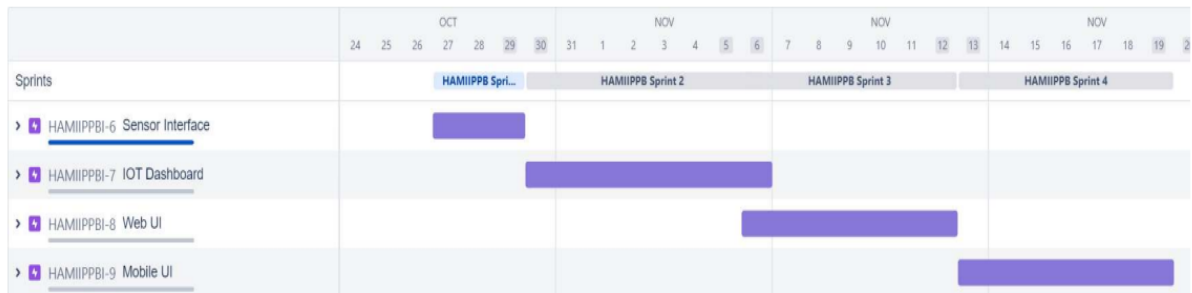 OCT NOV NOV NOV
24 25 26 27 28 29 30 31 1 2 3 4 5 6 7 8 9 10 11 12 13 14 15 16 17 18 19
Sprints HAMIIPPB Spri... HAMIIPPB Sprint 2 HAMIIPPB Sprint 3 HAMIIPPB Sprint 4
HAMIIPPBI-6 Sensor Interface
HAMIIPPBI-7 IOT Dashboard
HAMIIPPBI-8 Web UI
HAMIIPPBI-9 Mobile UI